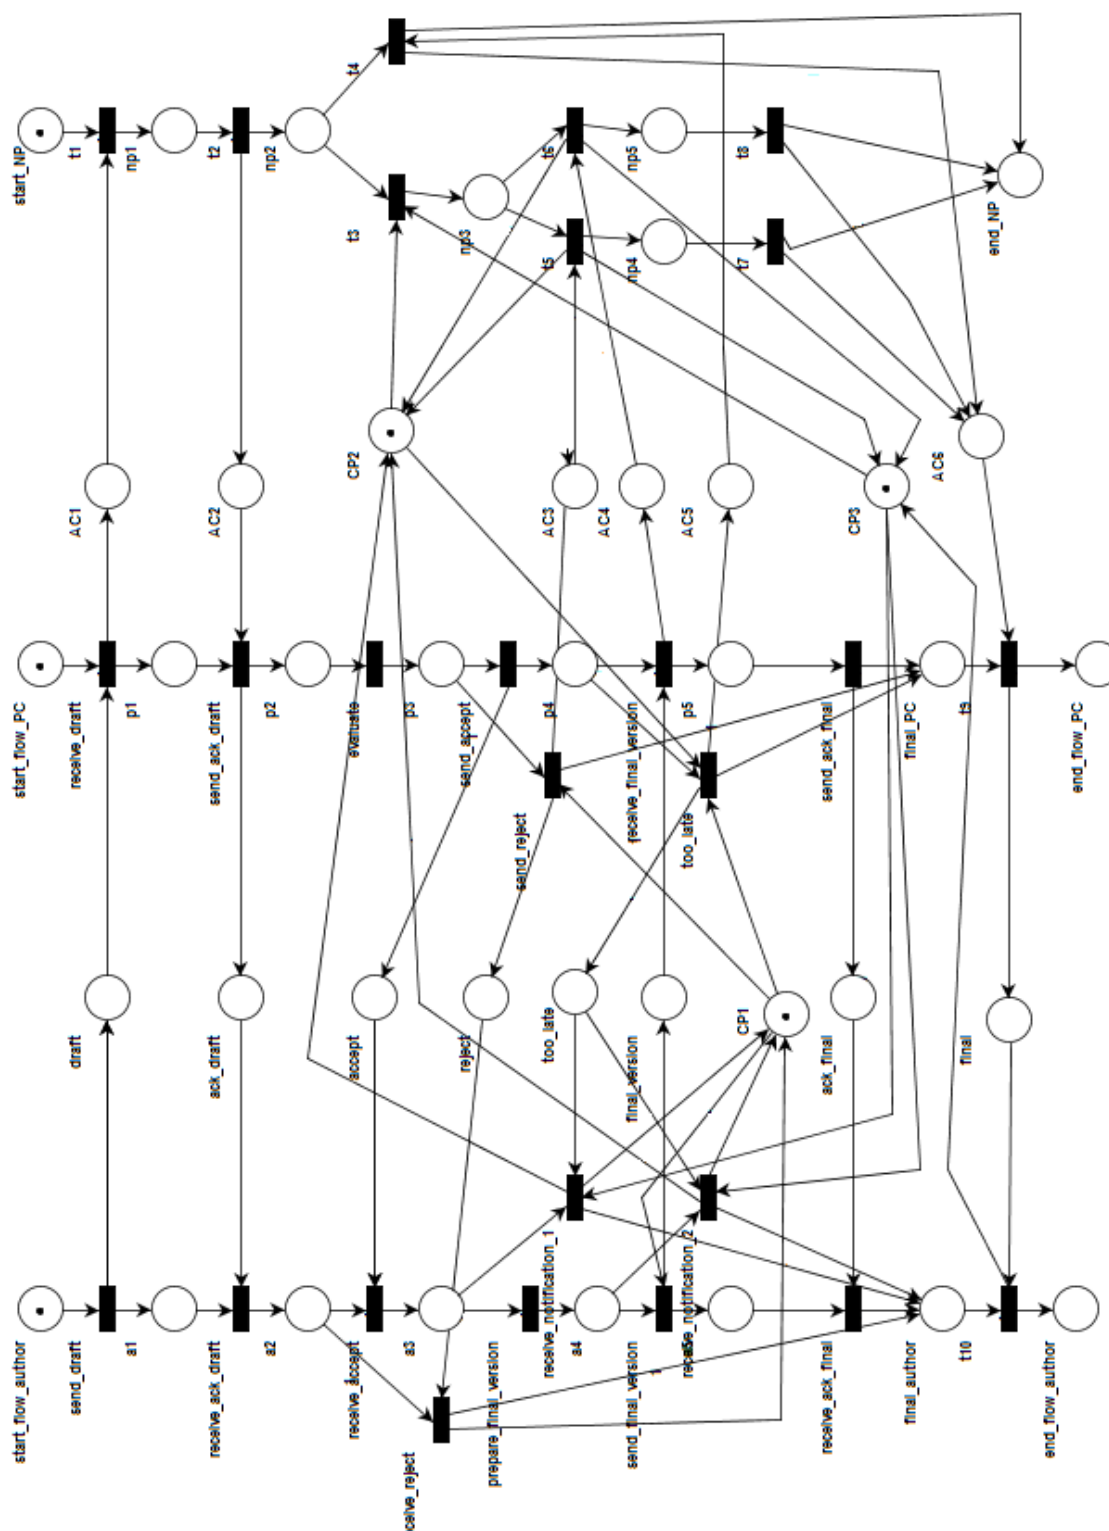 start_flow_author
start_flow_PC
start_NP
send_draft
receive_draft
AC1
t1
a1
draft
p1
np1
receive_ack_draft
ack_draft
send_ack_draft
AC2
t2
a2
p2
np2
receive_accept
accept
evaluate
CP2
t3
t4
ceive_reject
a3
p3
reject
send_accept
np3
prepare_final_version
send_reject
receive_notification_1
too_late
p4
AC3
t5
t6
a4
send_final_version
final_version
receive_final_version
AC4
np4
np5
receive_notification_2
too_late
p5
AC5
CP1
t7
t8
receive_ack_final
ack_final
send_ack_final
CP3
final_author
final_PC
AC6
t10
final
t9
end_NP
end_flow_author
end_flow_PC